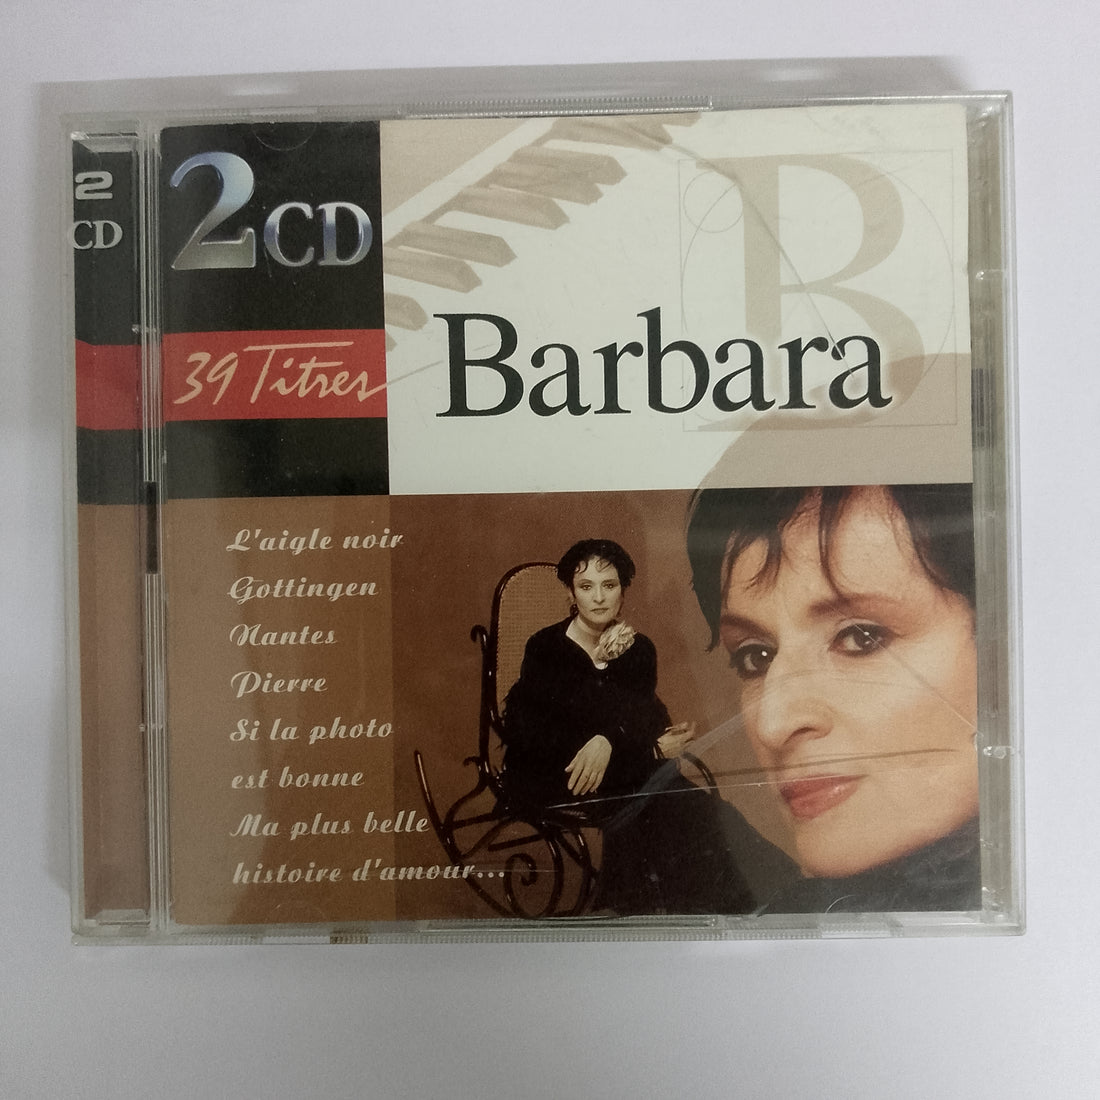 2
CD
2CD
39 Titres
B
Barbara
L'aigle noir
Gottingen
Nantes
Pierre
Si la photo
est bonne
Ma plus belle
histoire d'amour...